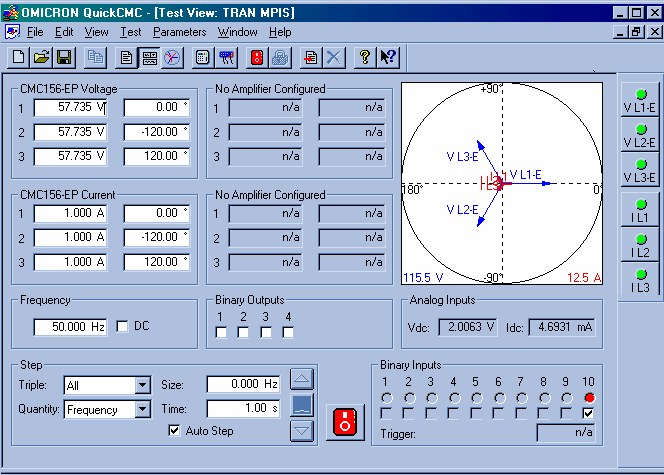 OMICRON QuickCMC - [Test View: TRAN MPIS]
File Edit View Test Parameters Window Help
CMC156-EP Voltage
1 57.735 V 0.00 °
2 57.735 V -120.00 °
3 57.735 V 120.00 °
No Amplifier Configured
1 n/a n/a
2 n/a n/a
3 n/a n/a
CMC156-EP Current
1 1.000 A 0.00 °
2 1.000 A -120.00 °
3 1.000 A 120.00 °
No Amplifier Configured
1 n/a n/a
2 n/a n/a
3 n/a n/a
+90°
V L3-E
V L1-E
180°
0°
V L2-E
115.5 V
-90°
12.5 A
V L1-E
V L2-E
V L3-E
I L1
I L2
I L3
Frequency
50.000 Hz DC
Binary Outputs
1 2 3 4
Analog Inputs
Vdc: 2.0063 V Idc: 4.6931 mA
Step
Triple: All Size: 0.000 Hz
Quantity: Frequency Time: 1.00 s
Auto Step
Binary Inputs
1 2 3 4 5 6 7 8 9 10
Trigger: n/a